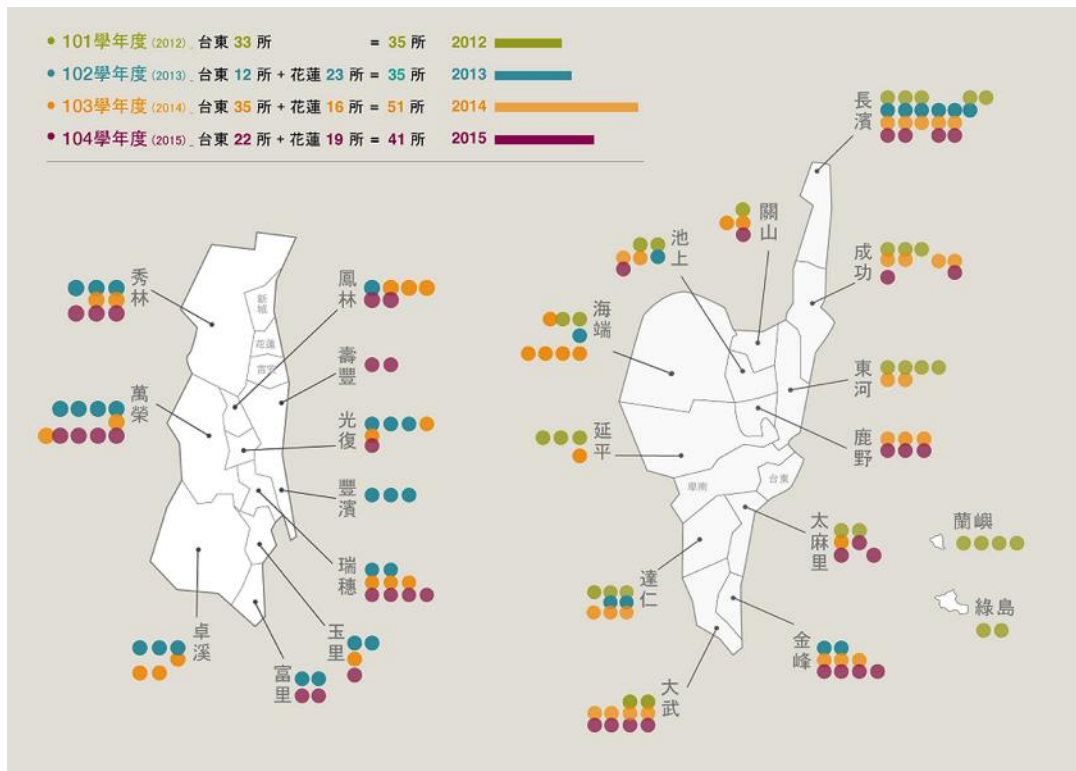 • 101學年度 (2012)_ 台東 33 所 = 35 所 2012
• 102學年度 (2013)_ 台東 12 所 + 花蓮 23 所 = 35 所 2013
• 103學年度 (2014)_ 台東 35 所 + 花蓮 16 所 = 51 所 2014
• 104學年度 (2015)_ 台東 22 所 + 花蓮 19 所 = 41 所 2015
秀林
新城
花蓮
吉安
鳳林
壽豐
萬榮
光復
豐濱
瑞穗
卓溪
玉里
富里
長濱
關山
池上
成功
海端
東河
延平
鹿野
卑南
台東
太麻里
蘭嶼
達仁
綠島
金峰
大武